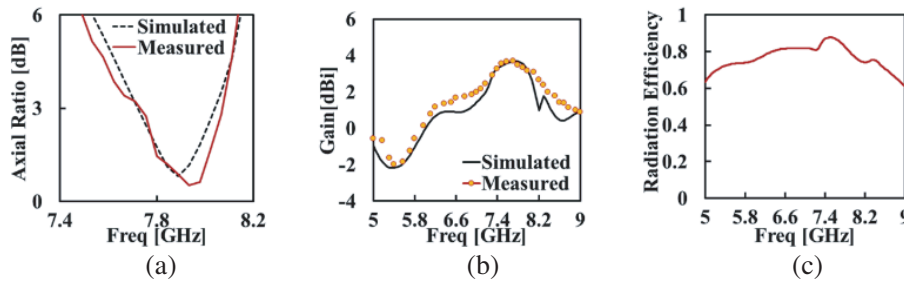 Axial Ratio [dB]
6
3
0
Simulated
Measured
7.4 7.8 8.2
Freq [GHz]
(a)
Gain[dBi]
6
4
2
0
-2
-4
Simulated
Measured
5 5.8 6.6 7.4 8.2 9
Freq [GHz]
(b)
Radiation Efficiency
1
0.8
0.6
0.4
0.2
0
5 5.8 6.6 7.4 8.2 9
Freq [GHz]
(c)